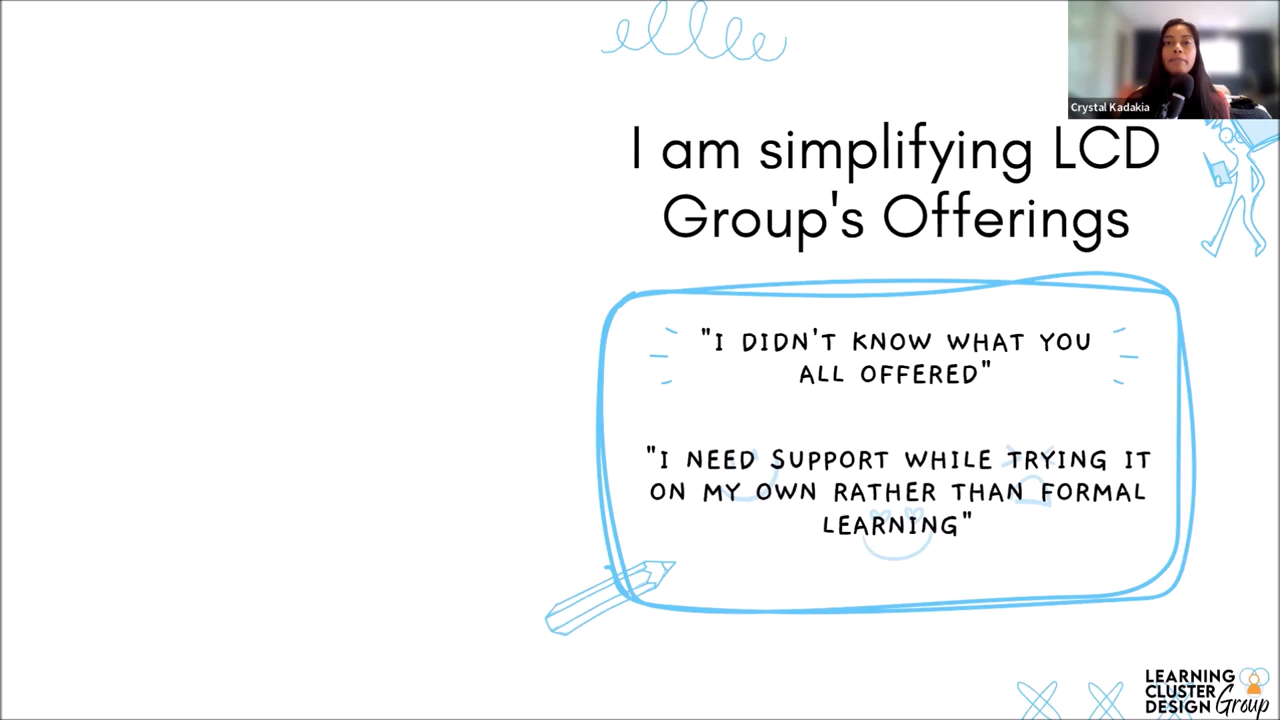 Crystal Kadakia
I am simplifying LCD
Group's Offerings
"I DIDN'T KNOW WHAT YOU
ALL OFFERED"
"I NEED SUPPORT WHILE TRYING IT
ON MY OWN RATHER THAN FORMAL
LEARNING"
LEARNING
CLUSTER
DESIGN Group